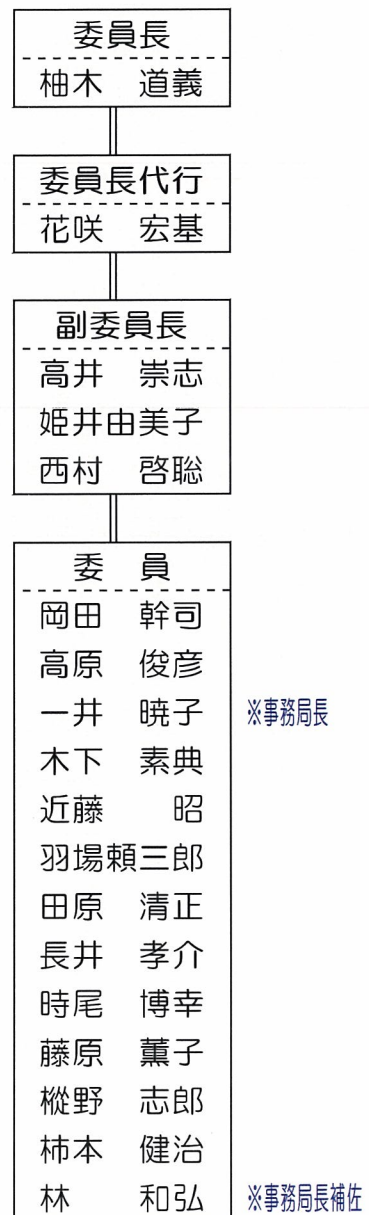 委員長
柚木　道義
委員長代行
花咲　宏基
副委員長
高井　崇志
姫井由美子
西村　啓聡
委　員
岡田　幹司
高原　俊彦
一井　暁子　※事務局長
木下　素典
近藤　　昭
羽場頼三郎
田原　清正
長井　孝介
時尾　博幸
藤原　薫子
樅野　志郎
柿本　健治
林　　和弘　※事務局長補佐